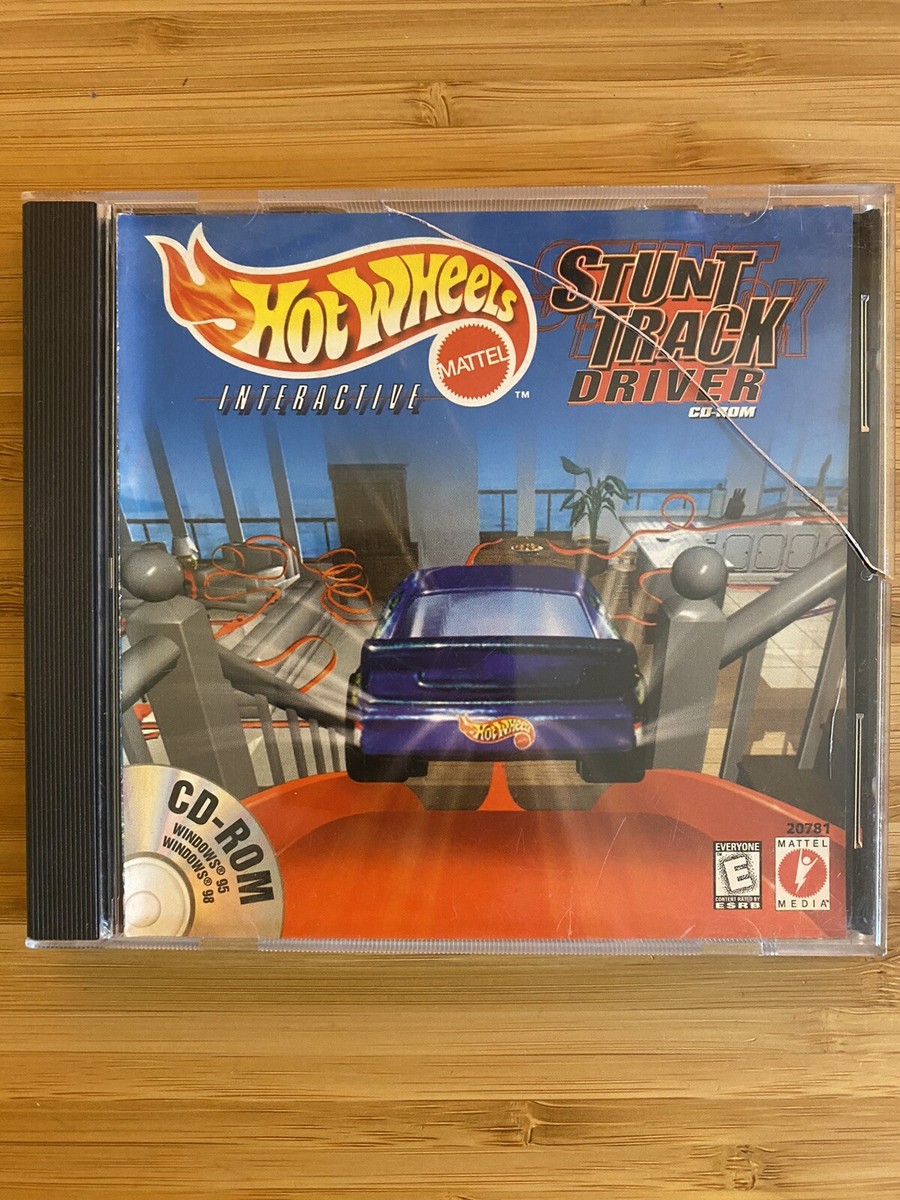 HOT WHEELS
MATTEL
INTERACTIVE
™
STUNT
TRACK
DRIVER
CD-ROM
HOT WHEELS
CD-ROM
WINDOWS® 95
WINDOWS® 98
20781
EVERYONE
E
CONTENT RATED BY
ESRB
MATTEL
MEDIA™